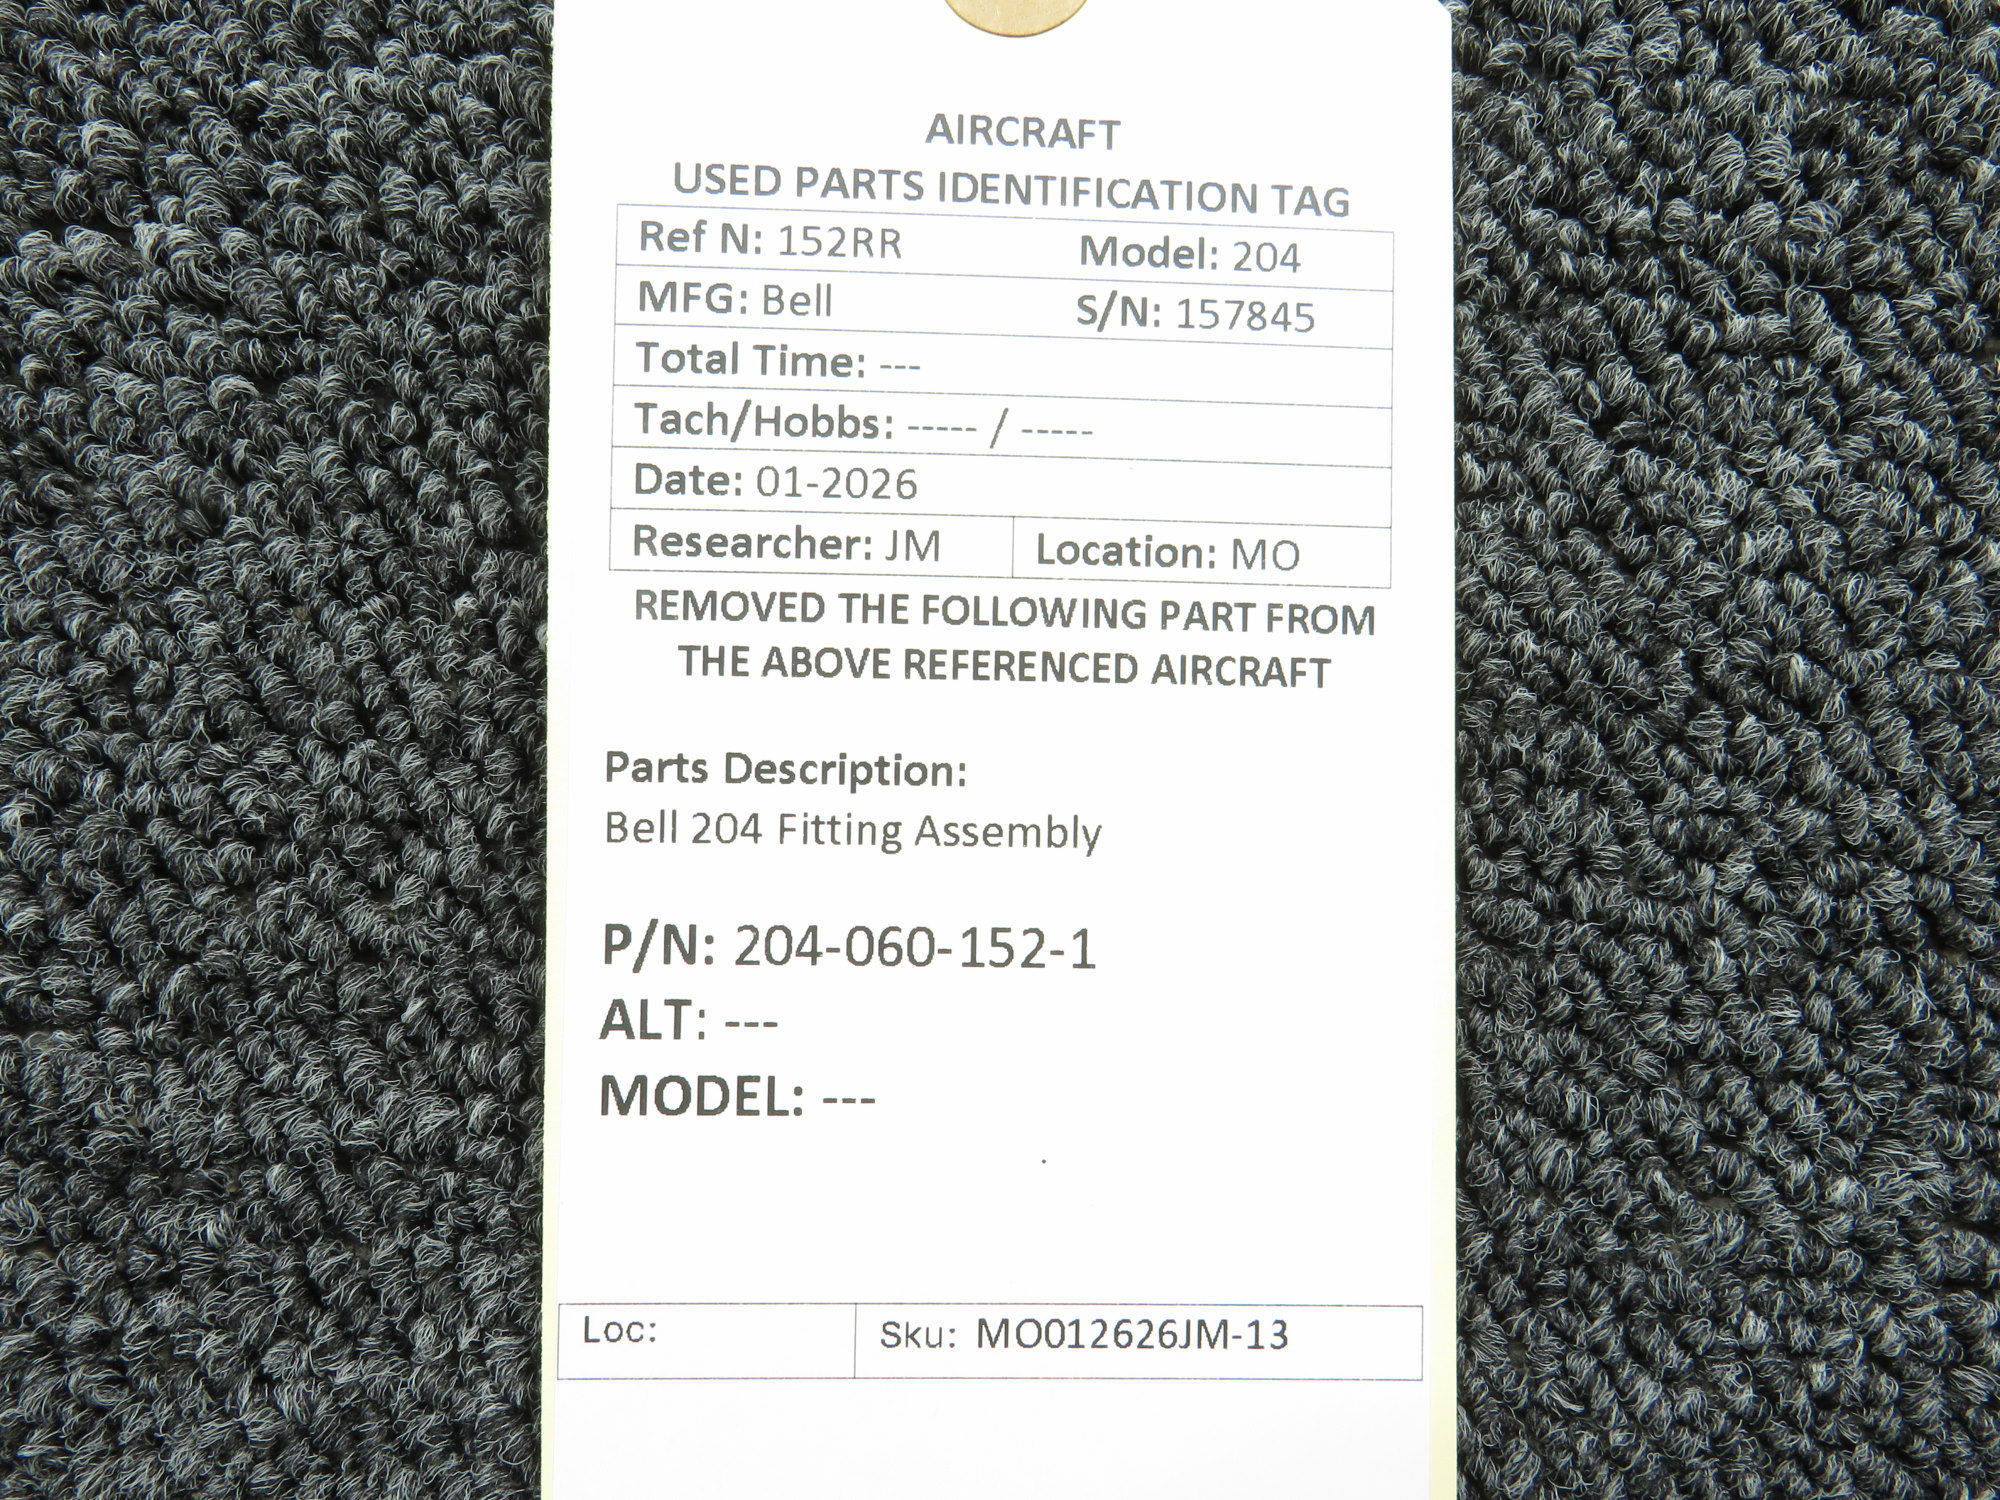 AIRCRAFT
USED PARTS IDENTIFICATION TAG
Ref N: 152RR Model: 204
MFG: Bell S/N: 157845
Total Time: ---
Tach/Hobbs: ----- / -----
Date: 01-2026
Researcher: JM Location: MO
REMOVED THE FOLLOWING PART FROM
THE ABOVE REFERENCED AIRCRAFT
Parts Description:
Bell 204 Fitting Assembly
P/N: 204-060-152-1
ALT: ---
MODEL: ---
Loc: Sku: MO012626JM-13